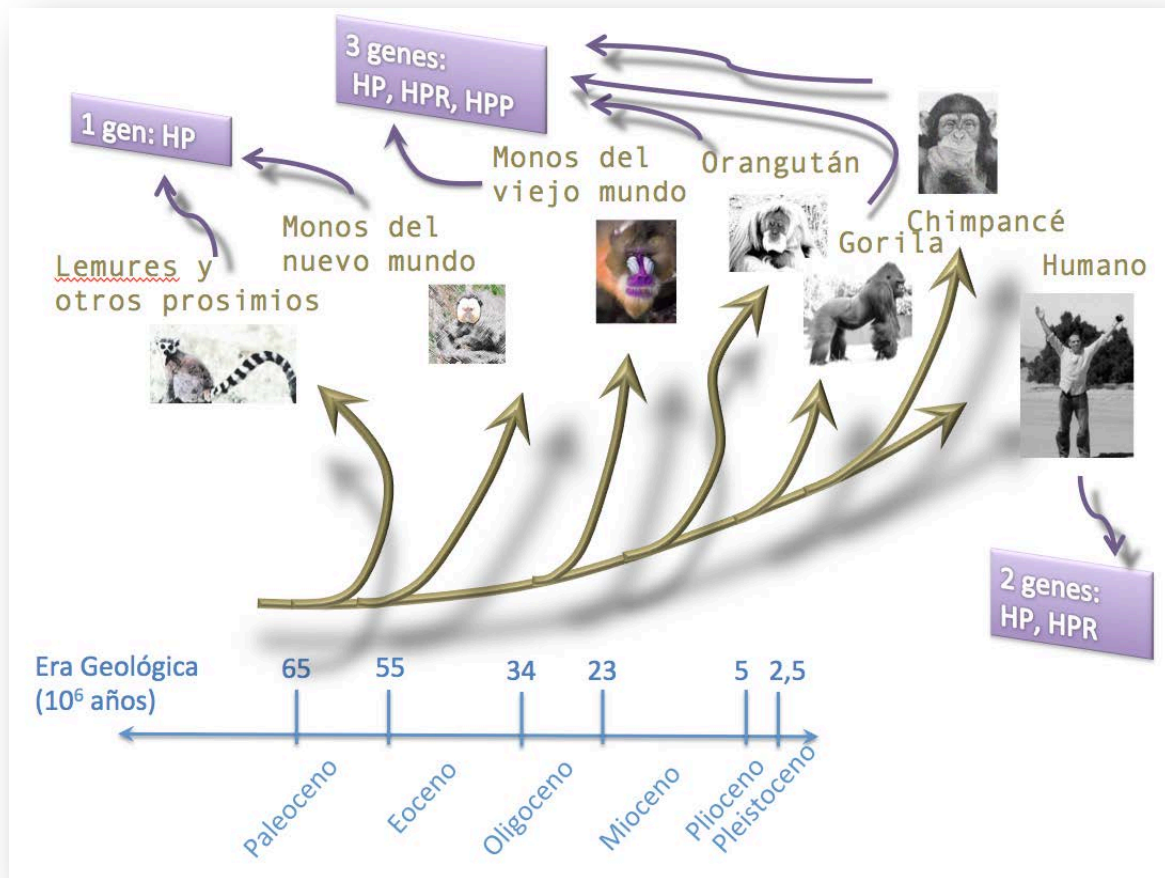 3 genes:
HP, HPR, HPP
1 gen: HP
Monos del
viejo mundo
Orangután
Monos del
nuevo mundo
Gorila
Chimpancé
Lemures y
otros prosimios
Humano
2 genes:
HP, HPR
Era Geológica
(10⁶ años)
65
55
34
23
5
2,5
Paleoceno
Eoceno
Oligoceno
Mioceno
Plioceno
Pleistoceno